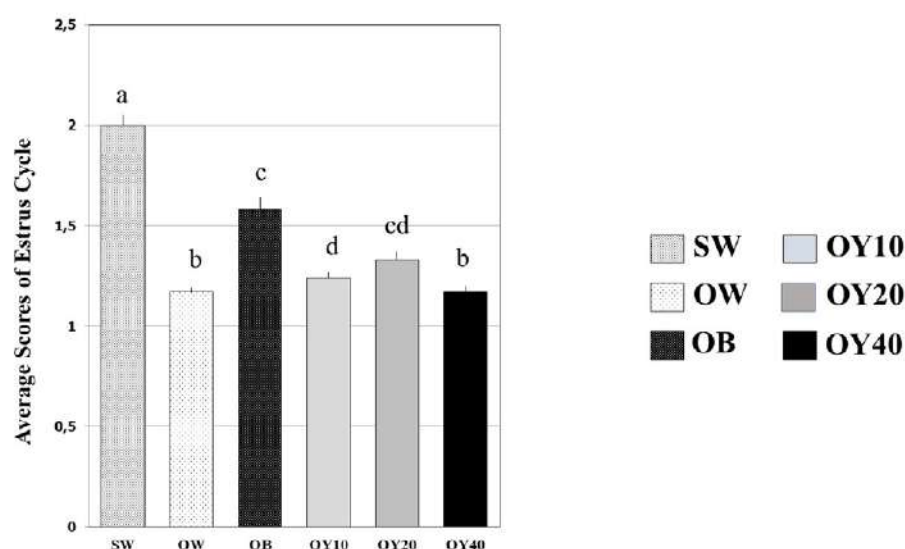 Average Scores of Estrus Cycle
2,5
2
1,5
1
0,5
0
a
b
c
d
cd
b
SW OW OB OY10 OY20 OY40
SW OY10
OW OY20
OB OY40